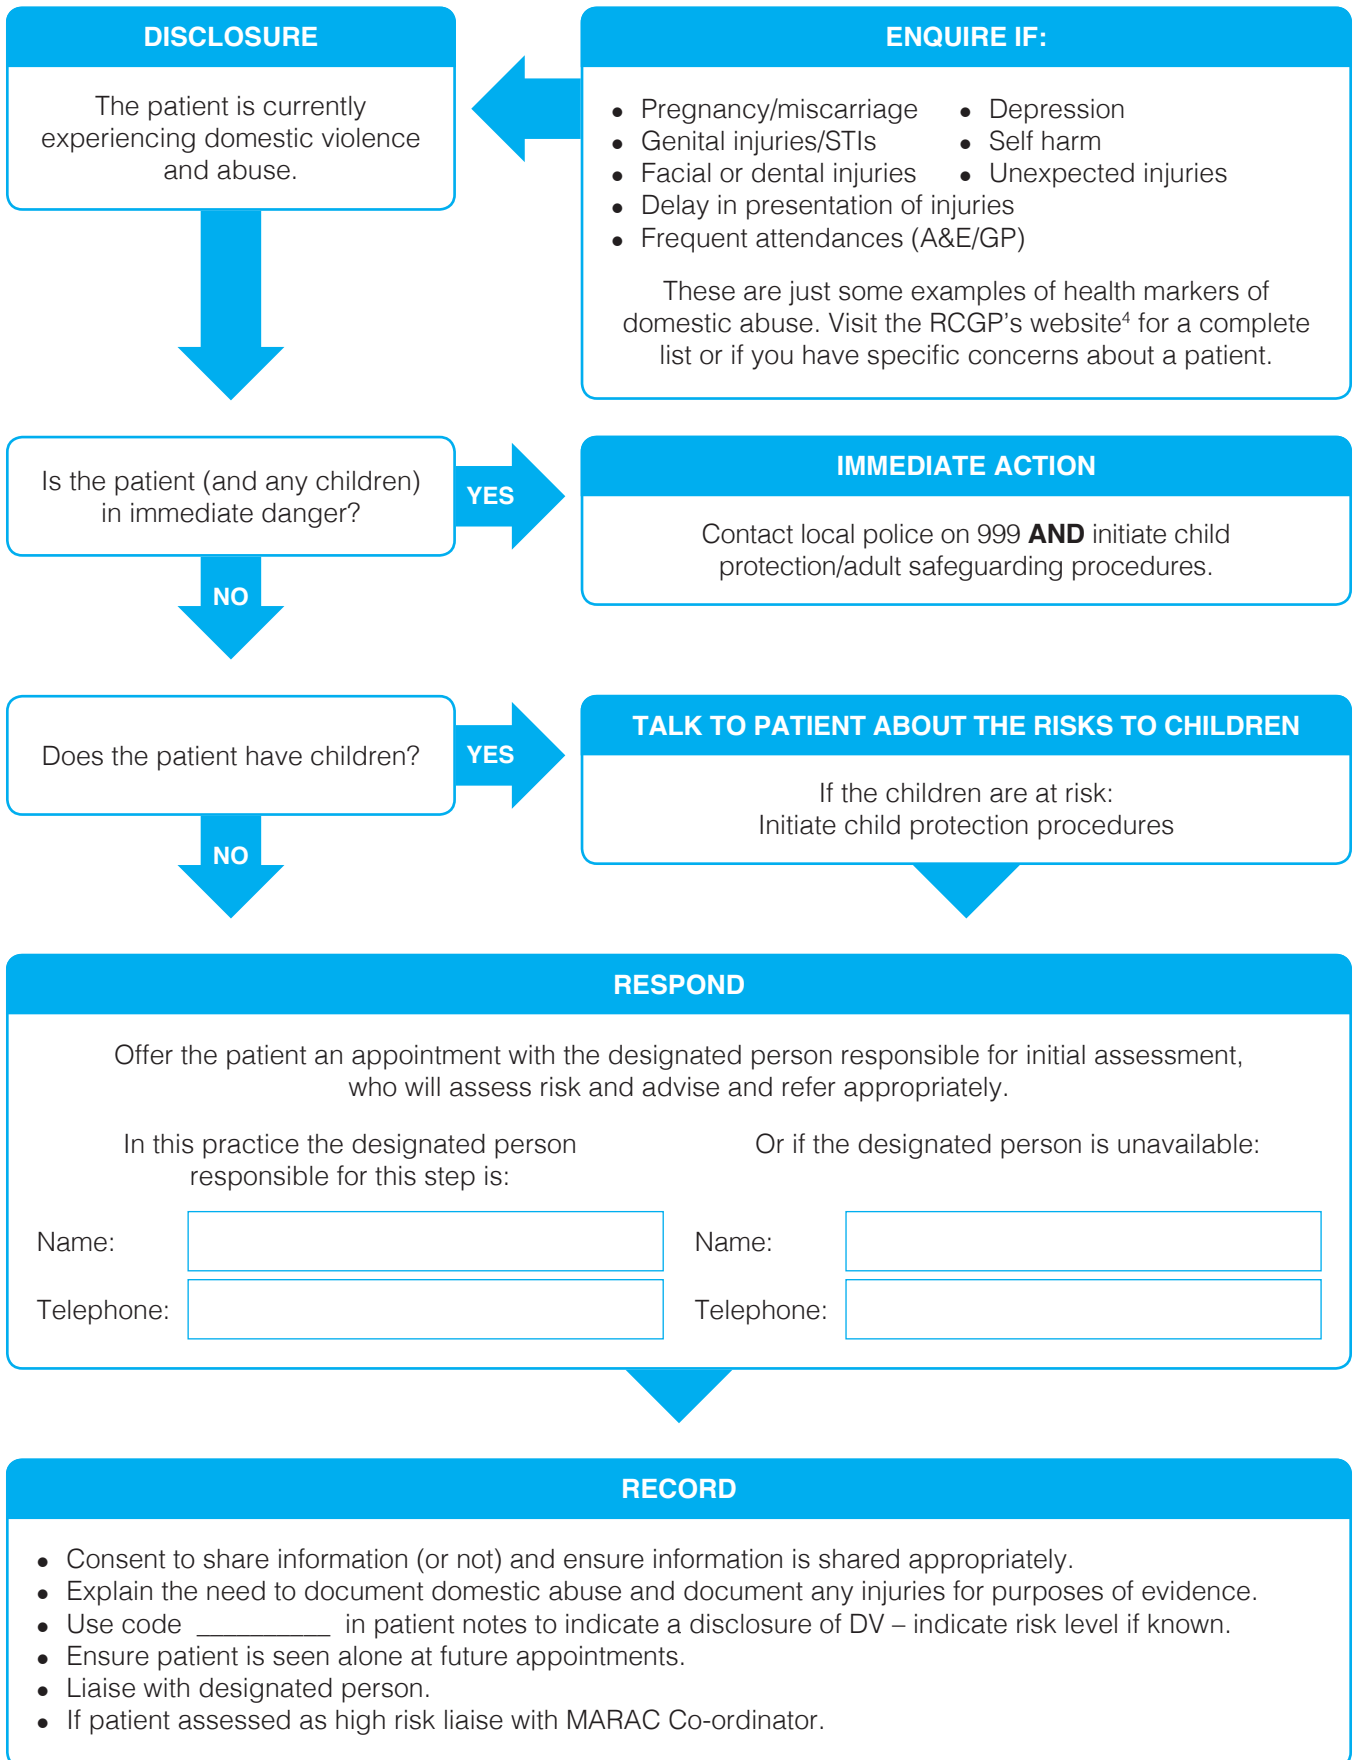 DISCLOSURE
The patient is currently
experiencing domestic violence
and abuse.
ENQUIRE IF:
• Pregnancy/miscarriage • Depression
• Genital injuries/STIs • Self harm
• Facial or dental injuries • Unexpected injuries
• Delay in presentation of injuries
• Frequent attendances (A&E/GP)
These are just some examples of health markers of
domestic abuse. Visit the RCGP's website⁴ for a complete
list or if you have specific concerns about a patient.
Is the patient (and any children)
in immediate danger?
YES
IMMEDIATE ACTION
Contact local police on 999 AND initiate child
protection/adult safeguarding procedures.
NO
Does the patient have children?
YES
TALK TO PATIENT ABOUT THE RISKS TO CHILDREN
If the children are at risk:
Initiate child protection procedures
NO
RESPOND
Offer the patient an appointment with the designated person responsible for initial assessment,
who will assess risk and advise and refer appropriately.
In this practice the designated person
responsible for this step is:
Name:
Telephone:
Or if the designated person is unavailable:
Name:
Telephone:
RECORD
• Consent to share information (or not) and ensure information is shared appropriately.
• Explain the need to document domestic abuse and document any injuries for purposes of evidence.
• Use code _________ in patient notes to indicate a disclosure of DV – indicate risk level if known.
• Ensure patient is seen alone at future appointments.
• Liaise with designated person.
• If patient assessed as high risk liaise with MARAC Co-ordinator.